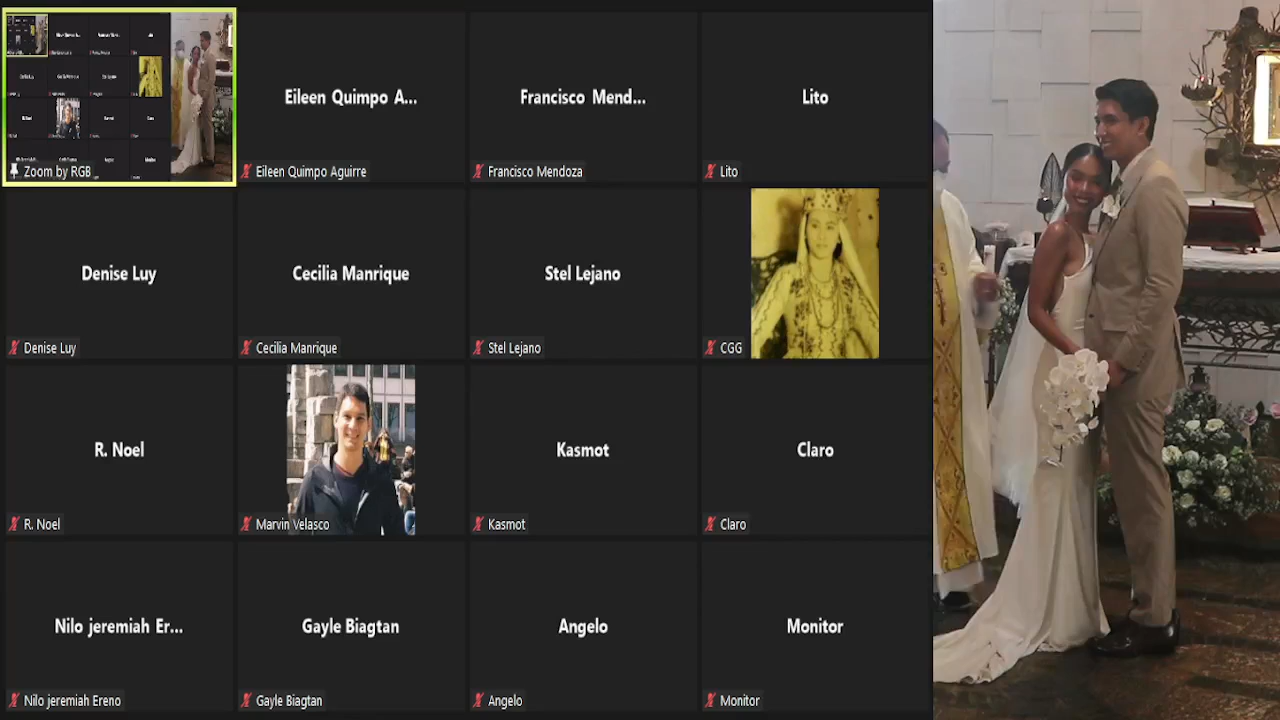 Zoom by RGB
Eileen Quimpo A...
Eileen Quimpo Aguirre
Francisco Mend...
Francisco Mendoza
Lito
Lito
Denise Luy
Denise Luy
Cecilia Manrique
Cecilia Manrique
Stel Lejano
Stel Lejano
CGG
R. Noel
R. Noel
Marvin Velasco
Kasmot
Kasmot
Claro
Claro
Nilo jeremiah Er...
Nilo jeremiah Ereno
Gayle Biagtan
Gayle Biagtan
Angelo
Angelo
Monitor
Monitor